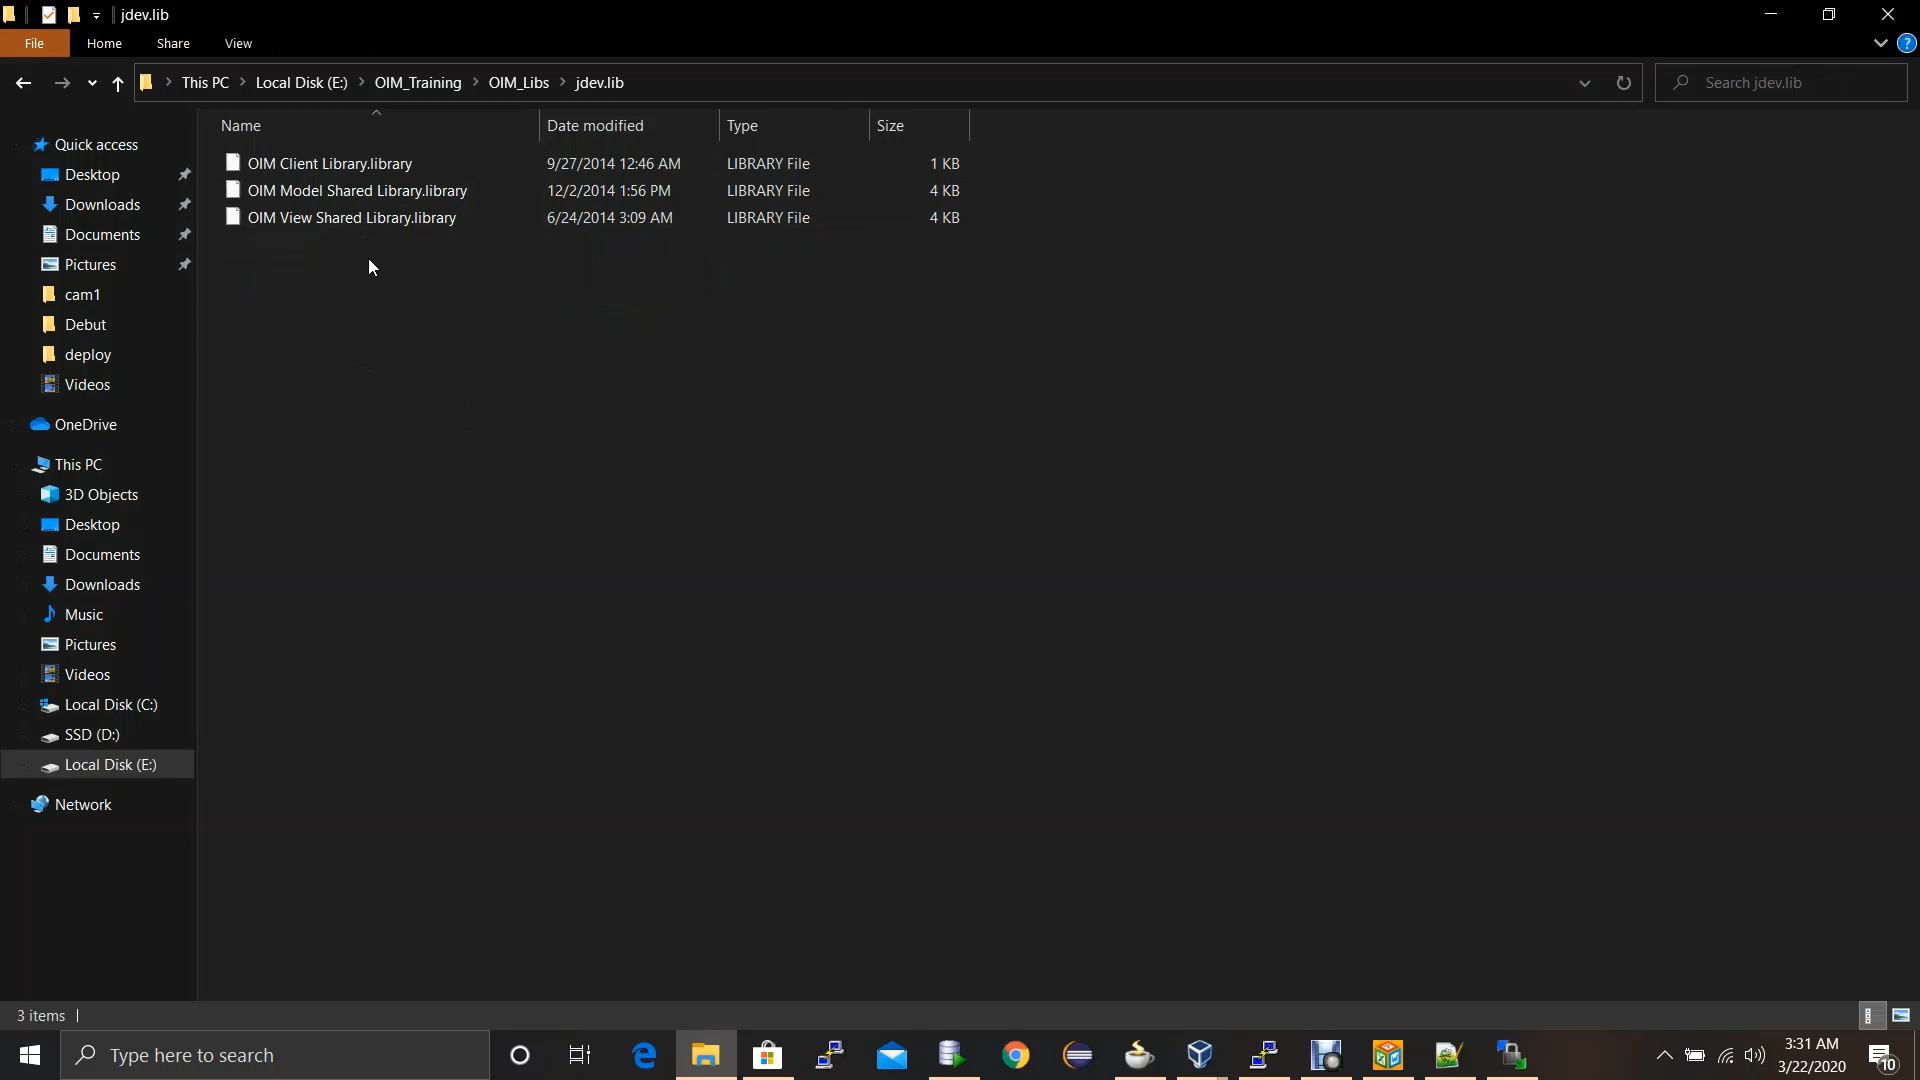 jdev.lib
File Home Share View
This PC > Local Disk (E:) > OIM_Training > OIM_Libs > jdev.lib Search jdev.lib
Name Date modified Type Size
OIM Client Library.library 9/27/2014 12:46 AM LIBRARY File 1 KB
OIM Model Shared Library.library 12/2/2014 1:56 PM LIBRARY File 4 KB
OIM View Shared Library.library 6/24/2014 3:09 AM LIBRARY File 4 KB
Quick access
Desktop
Downloads
Documents
Pictures
cam1
Debut
deploy
Videos
OneDrive
This PC
3D Objects
Desktop
Documents
Downloads
Music
Pictures
Videos
Local Disk (C:)
SSD (D:)
Local Disk (E:)
Network
3 items
Type here to search
3:31 AM
3/22/2020
10